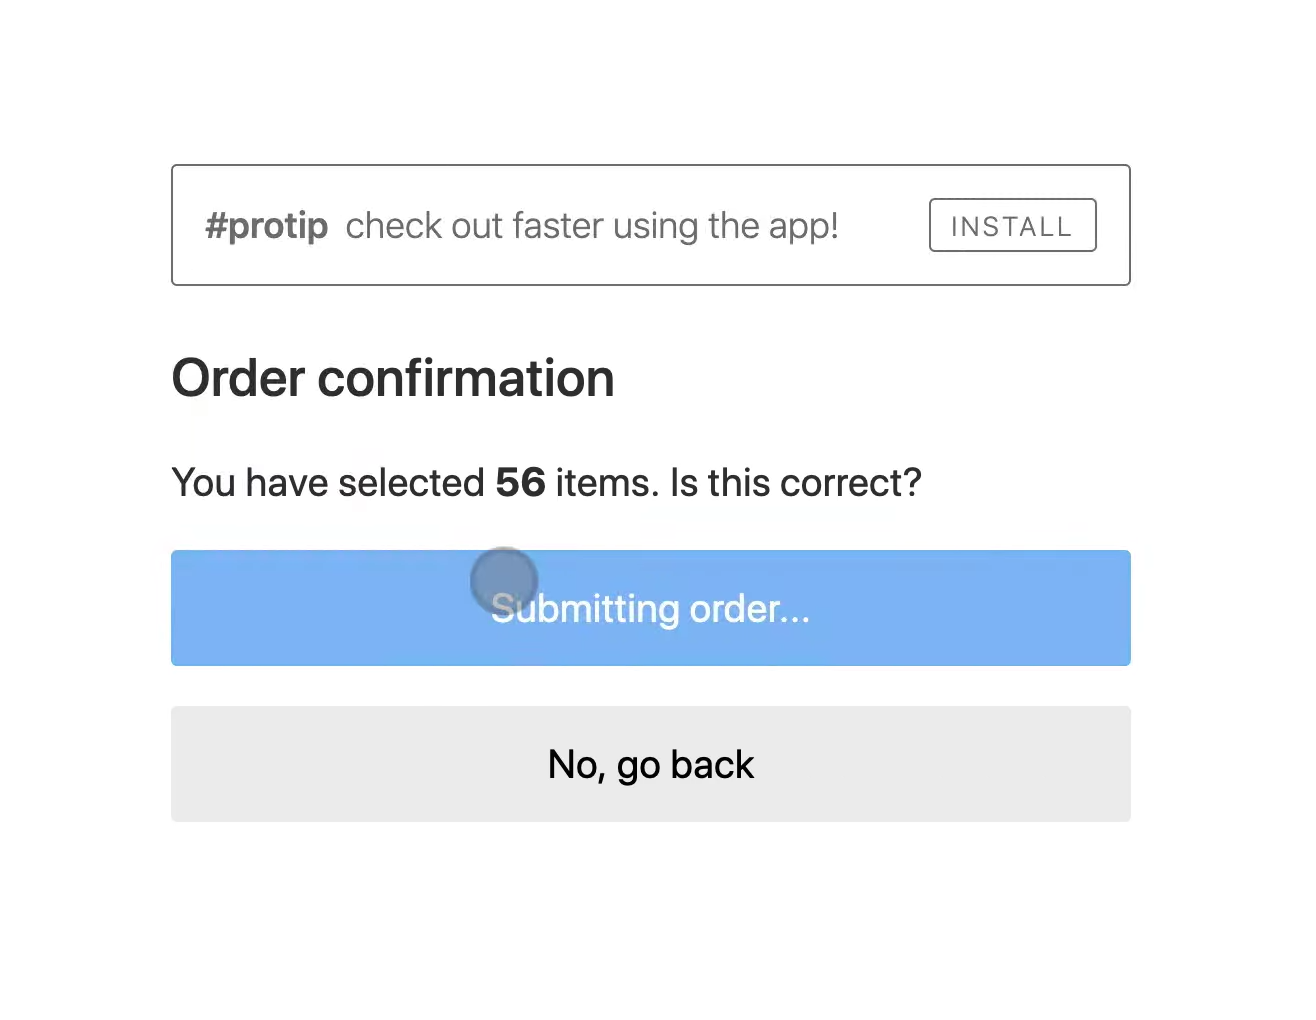 #protip check out faster using the app! INSTALL
Order confirmation
You have selected 56 items. Is this correct?
Submitting order...
No, go back